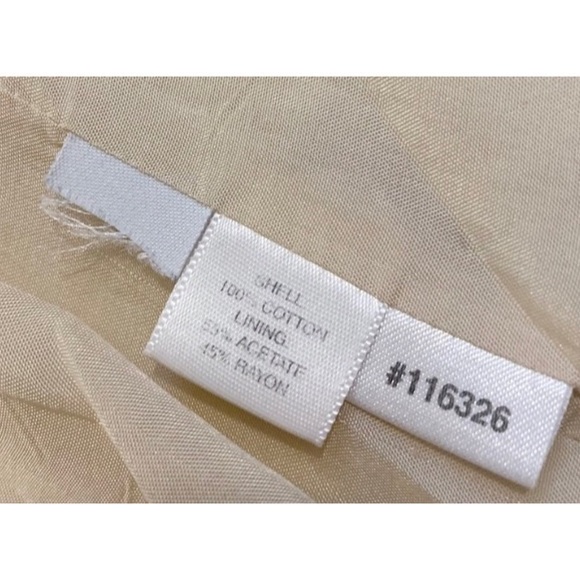 SHELL
100% COTTON
LINING
55% ACETATE
45% RAYON
#116326